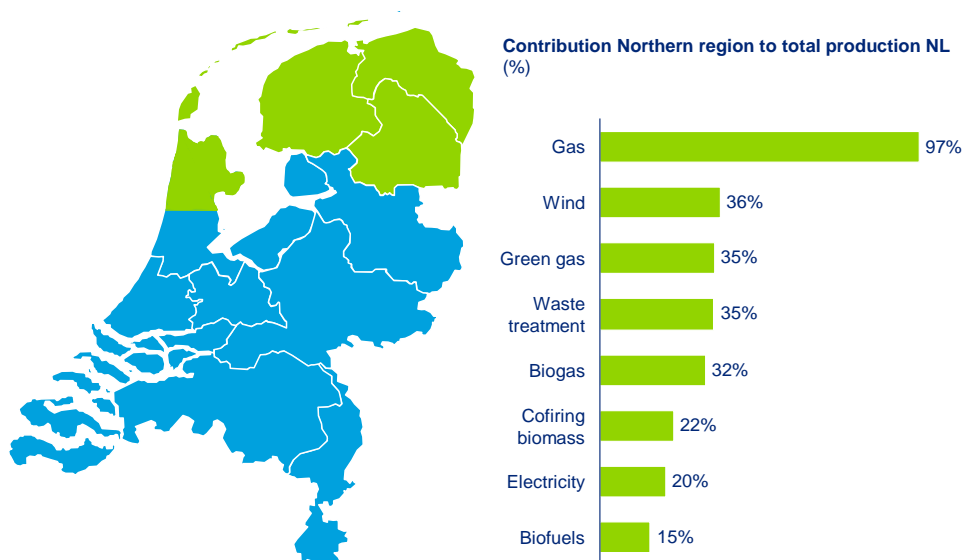 Contribution Northern region to total production NL
(%)
Gas 97%
Wind 36%
Green gas 35%
Waste
treatment 35%
Biogas 32%
Cofiring
biomass 22%
Electricity 20%
Biofuels 15%